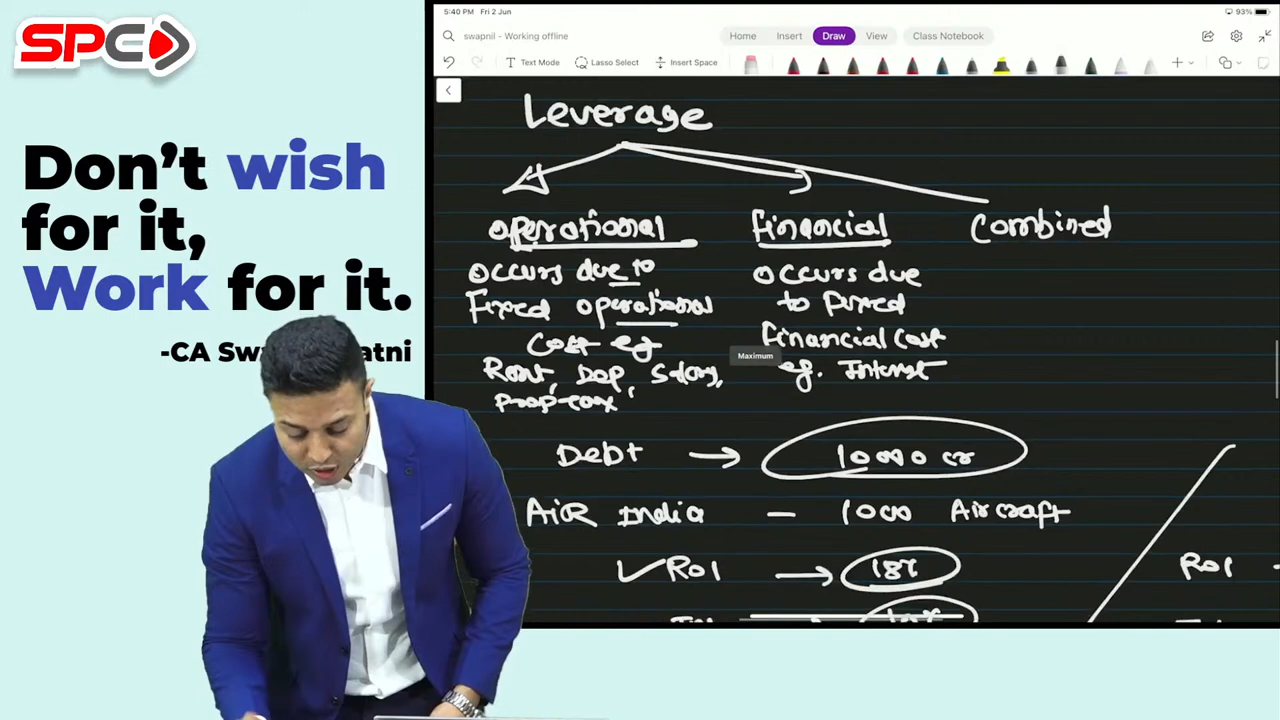 SPC
Don't wish
for it,
Work for it.
-CA Swa atni
5:40 PM Fri 2 Jun
93%
swapnil - Working offline
Home Insert Draw View Class Notebook
Text Mode Lasso Select Insert Space
Leverage
Operational Financial Combined
Occurs due to
Fixed operational
Cost eg
Rent, Dep, Salary,
Prop-tax
Occurs due
to Fixed
Financial Cost
eg. Interest
Maximum
Debt → 10000 cr
AIR India - 1000 Aircraft
✓ROI → 18%
ROI